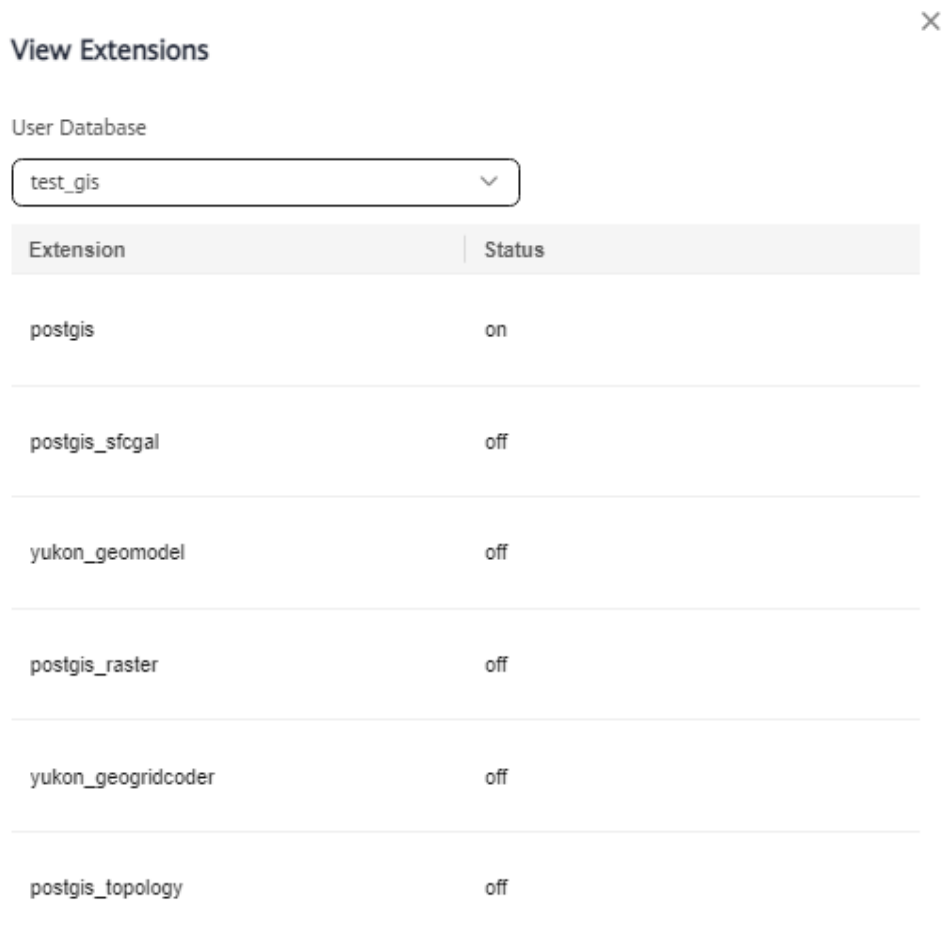 View Extensions
User Database
test_gis
Extension Status
postgis on
postgis_sfcgal off
yukon_geomodel off
postgis_raster off
yukon_geogridcoder off
postgis_topology off